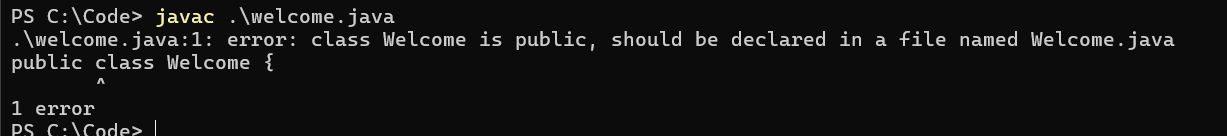 PS C:\Code> javac .\welcome.java
.\welcome.java:1: error: class Welcome is public, should be declared in a file named Welcome.java
public class Welcome {
       ^
1 error
PS C:\Code>